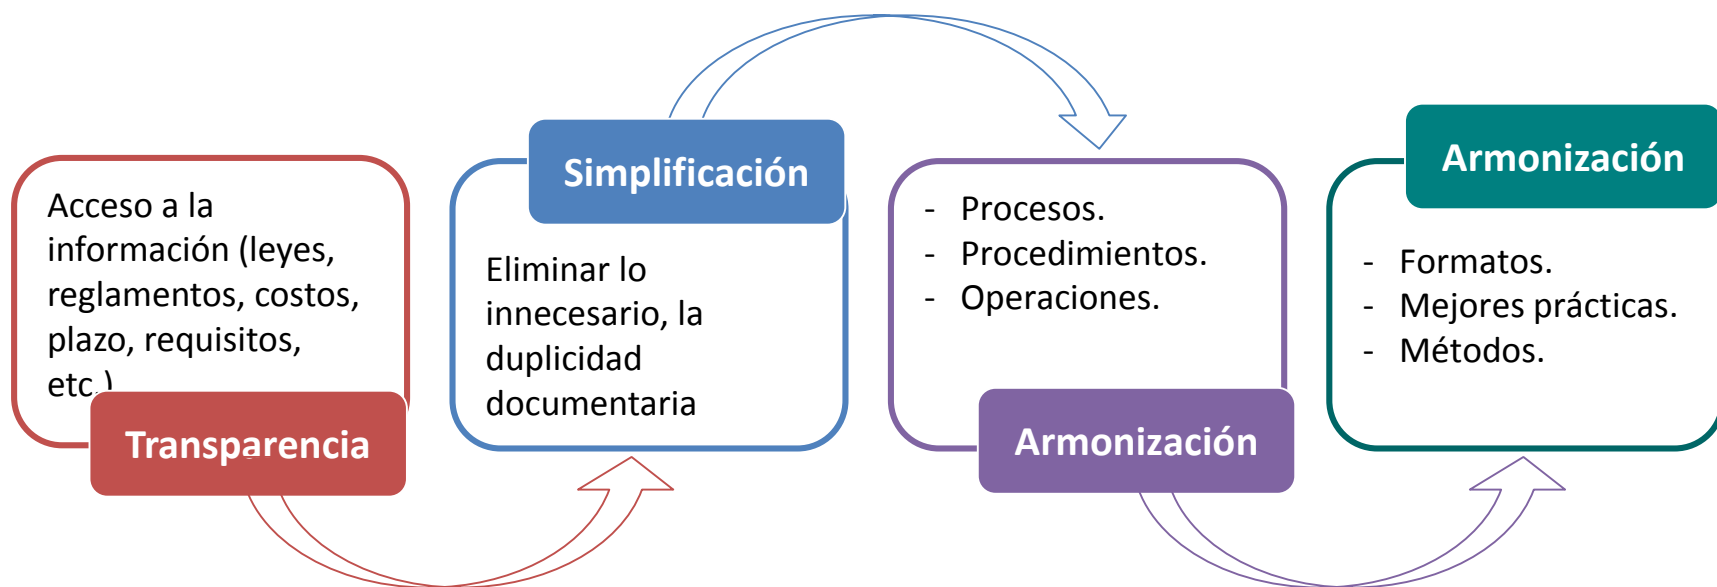 Acceso a la
información (leyes,
reglamentos, costos,
plazo, requisitos,
etc.)
Transparencia
Simplificación
Eliminar lo
innecesario, la
duplicidad
documentaria
- Procesos.
- Procedimientos.
- Operaciones.
Armonización
Armonización
- Formatos.
- Mejores prácticas.
- Métodos.